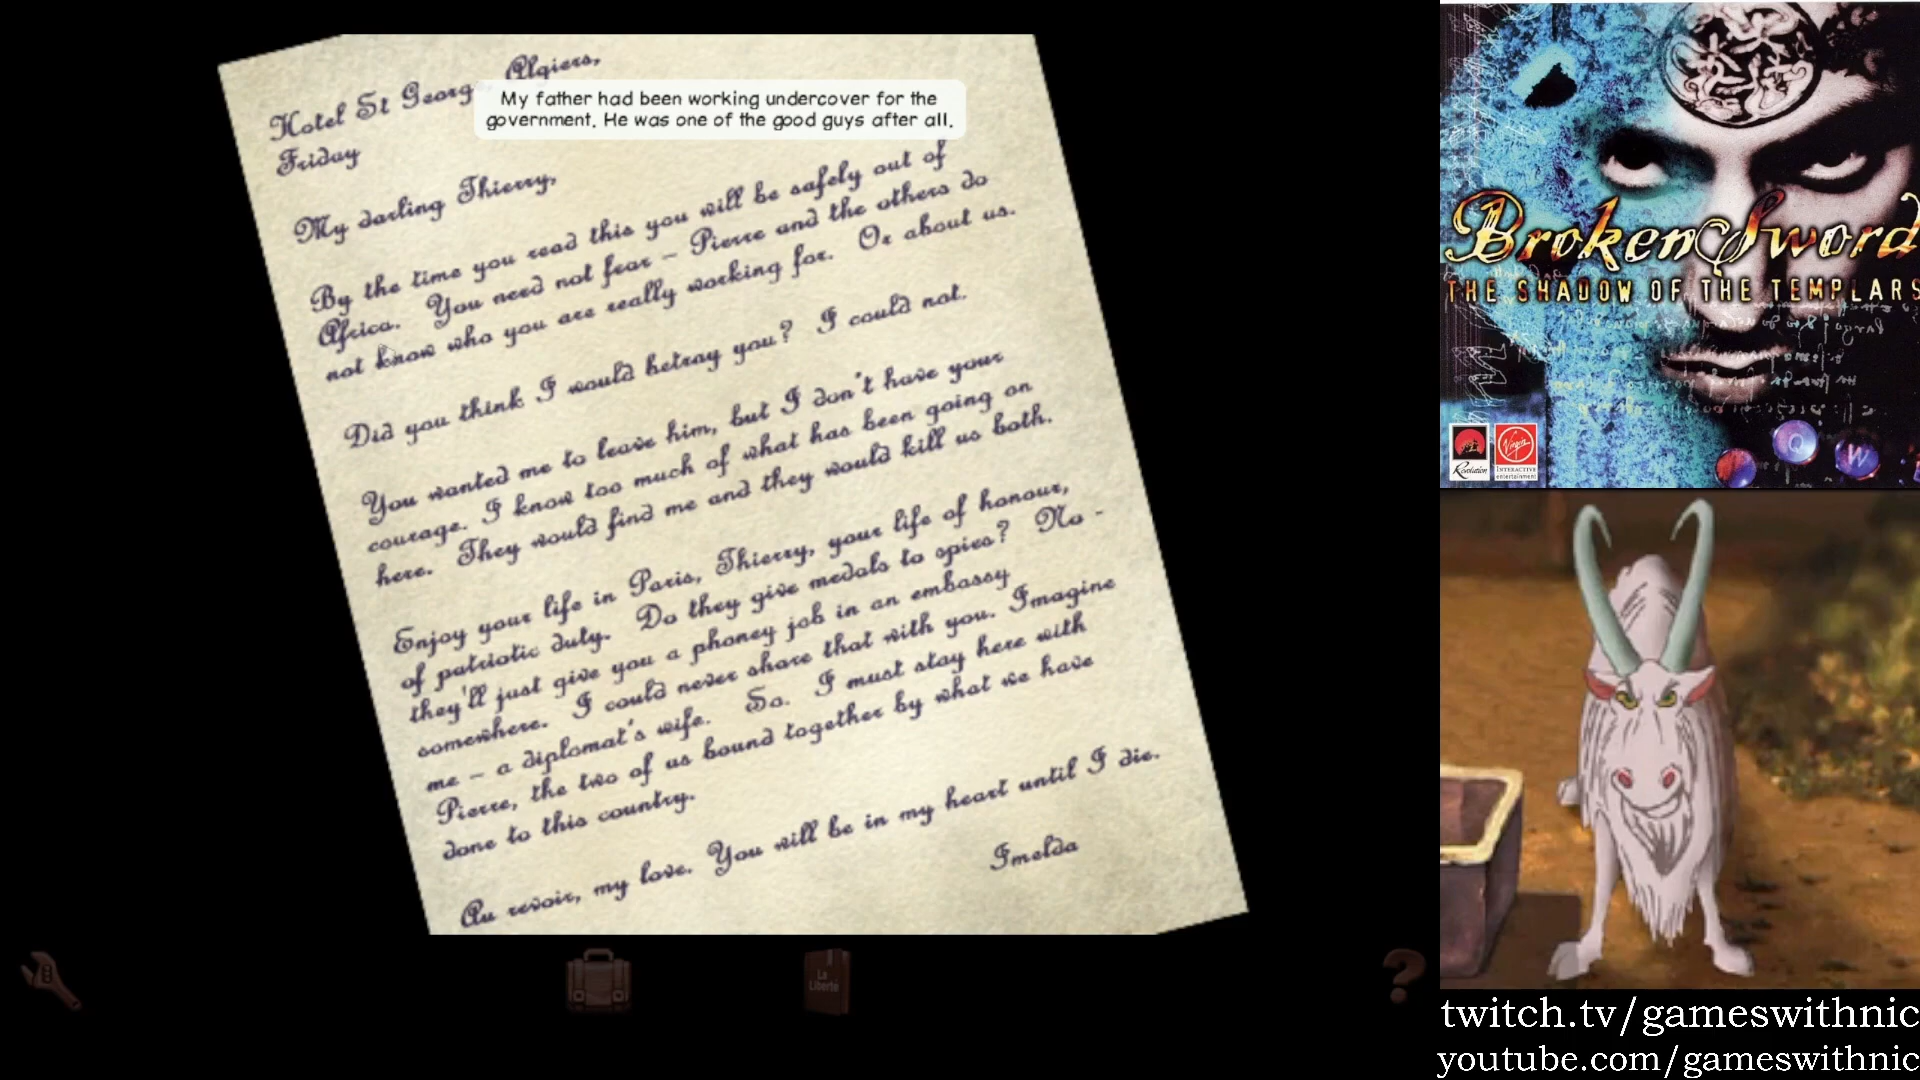 Hotel St Georg Algiers,
Friday
My father had been working undercover for the
government. He was one of the good guys after all.
My darling Thierry,
By the time you read this you will be safely out of
Africa. You need not fear – Pierre and the others do
not know who you are really working for. Or about us.
Did you think I would betray you? I could not.
You wanted me to leave him, but I don't have your
courage. I know too much of what has been going on
here. They would find me and they would kill us both.
Enjoy your life in Paris, Thierry, your life of honour,
of patriotic duty. Do they give medals to spies? No -
they'll just give you a phoney job in an embassy
somewhere. I could never share that with you. Imagine
me – a diplomat's wife. So. I must stay here with
Pierre, the two of us bound together by what we have
done to this country.
Au revoir, my love. You will be in my heart until I die.
Imelda
La
Liberté
?
Broken Sword
THE SHADOW OF THE TEMPLARS
Revolution
Virgin
INTERACTIVE
entertainment
W
twitch.tv/gameswithnic
youtube.com/gameswithnic